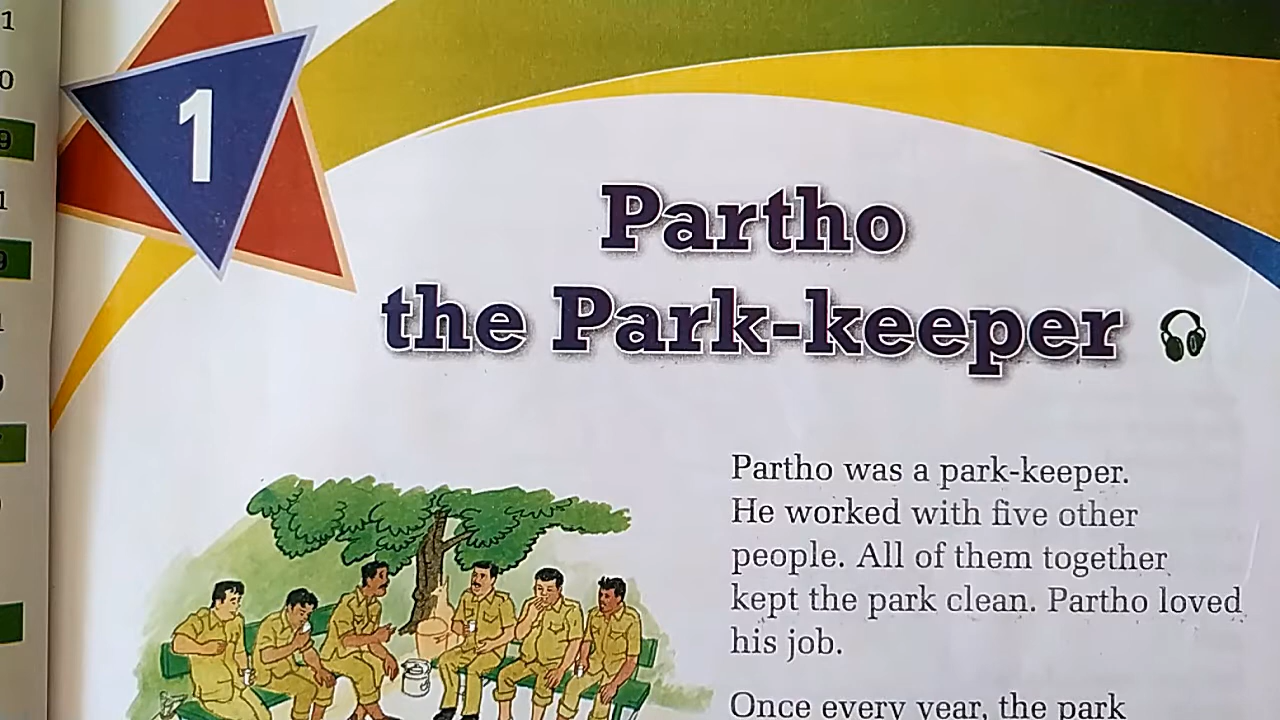 1
Partho
the Park-keeper
Partho was a park-keeper.
He worked with five other
people. All of them together
kept the park clean. Partho loved
his job.
Once every year, the park